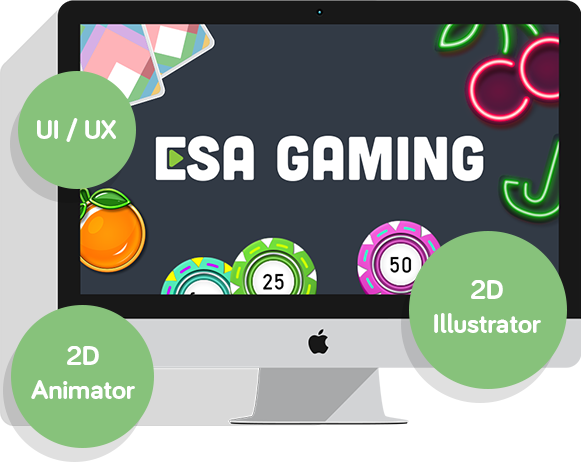 UI / UX
ESA GAMING
25
50
2D
Illustrator
2D
Animator